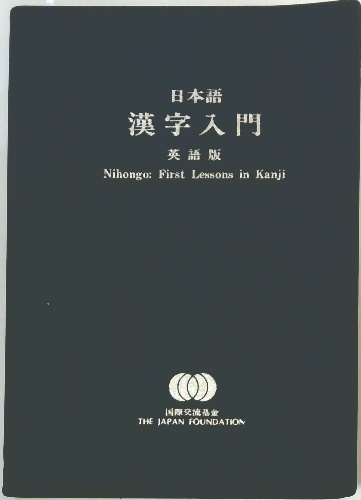 日本語
漢字入門
英語版
Nihongo: First Lessons in Kanji
国際交流基金
THE JAPAN FOUNDATION